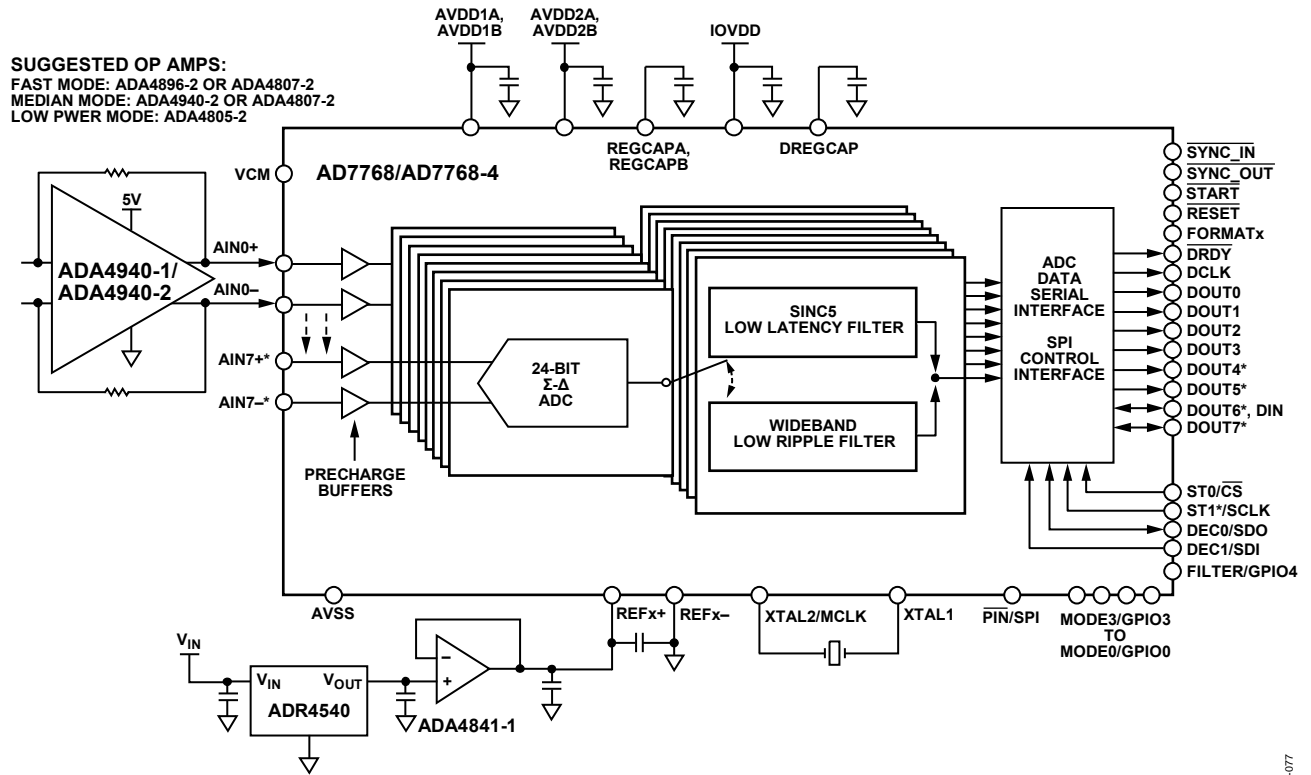 AVDD1A,
AVDD1B
AVDD2A,
AVDD2B
IOVDD
SUGGESTED OP AMPS:
FAST MODE: ADA4896-2 OR ADA4807-2
MEDIAN MODE: ADA4940-2 OR ADA4807-2
LOW PWER MODE: ADA4805-2
REGCAPA,
REGCAPB
DREGCAP
VCM
AD7768/AD7768-4
5V
ADA4940-1/
ADA4940-2
AIN0+
AIN0–
AIN7+*
AIN7–*
PRECHARGE
BUFFERS
24-BIT
Σ-Δ
ADC
SINC5
LOW LATENCY FILTER
WIDEBAND
LOW RIPPLE FILTER
ADC
DATA
SERIAL
INTERFACE
SPI
CONTROL
INTERFACE
SYNC_IN
SYNC_OUT
START
RESET
FORMATx
DRDY
DCLK
DOUT0
DOUT1
DOUT2
DOUT3
DOUT4*
DOUT5*
DOUT6*, DIN
DOUT7*
ST0/CS
ST1*/SCLK
DEC0/SDO
DEC1/SDI
FILTER/GPIO4
AVSS
REFx+
REFx–
XTAL2/MCLK
XTAL1
PIN/SPI
MODE3/GPIO3
TO
MODE0/GPIO0
VIN
VIN
VOUT
ADR4540
–
+
ADA4841-1
-077